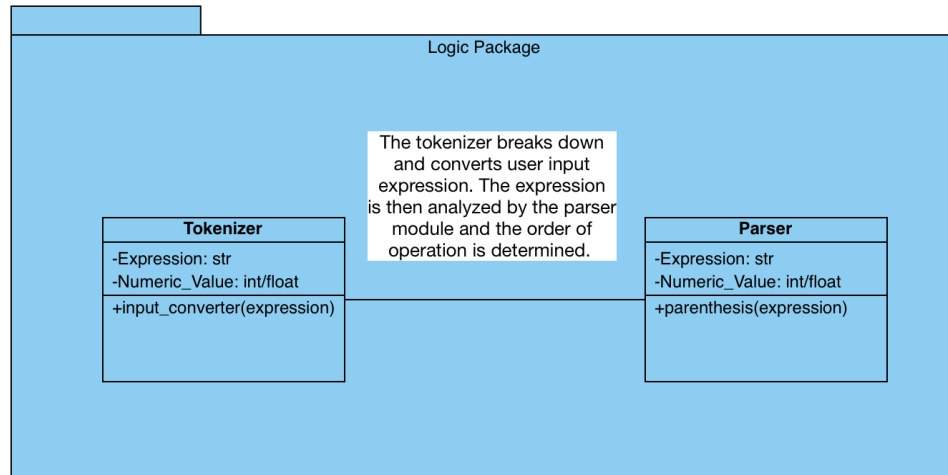 Logic Package
The tokenizer breaks down
and converts user input
expression. The expression
is then analyzed by the parser
module and the order of
operation is determined.
Tokenizer
-Expression: str
-Numeric_Value: int/float
+input_converter(expression)
Parser
-Expression: str
-Numeric_Value: int/float
+parenthesis(expression)